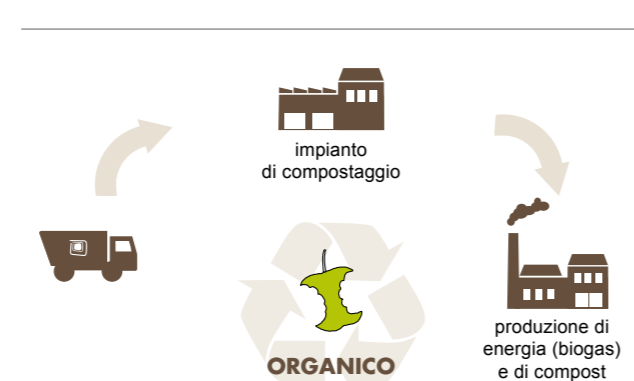 impianto
di compostaggio
produzione di
energia (biogas)
e di compost
ORGANICO